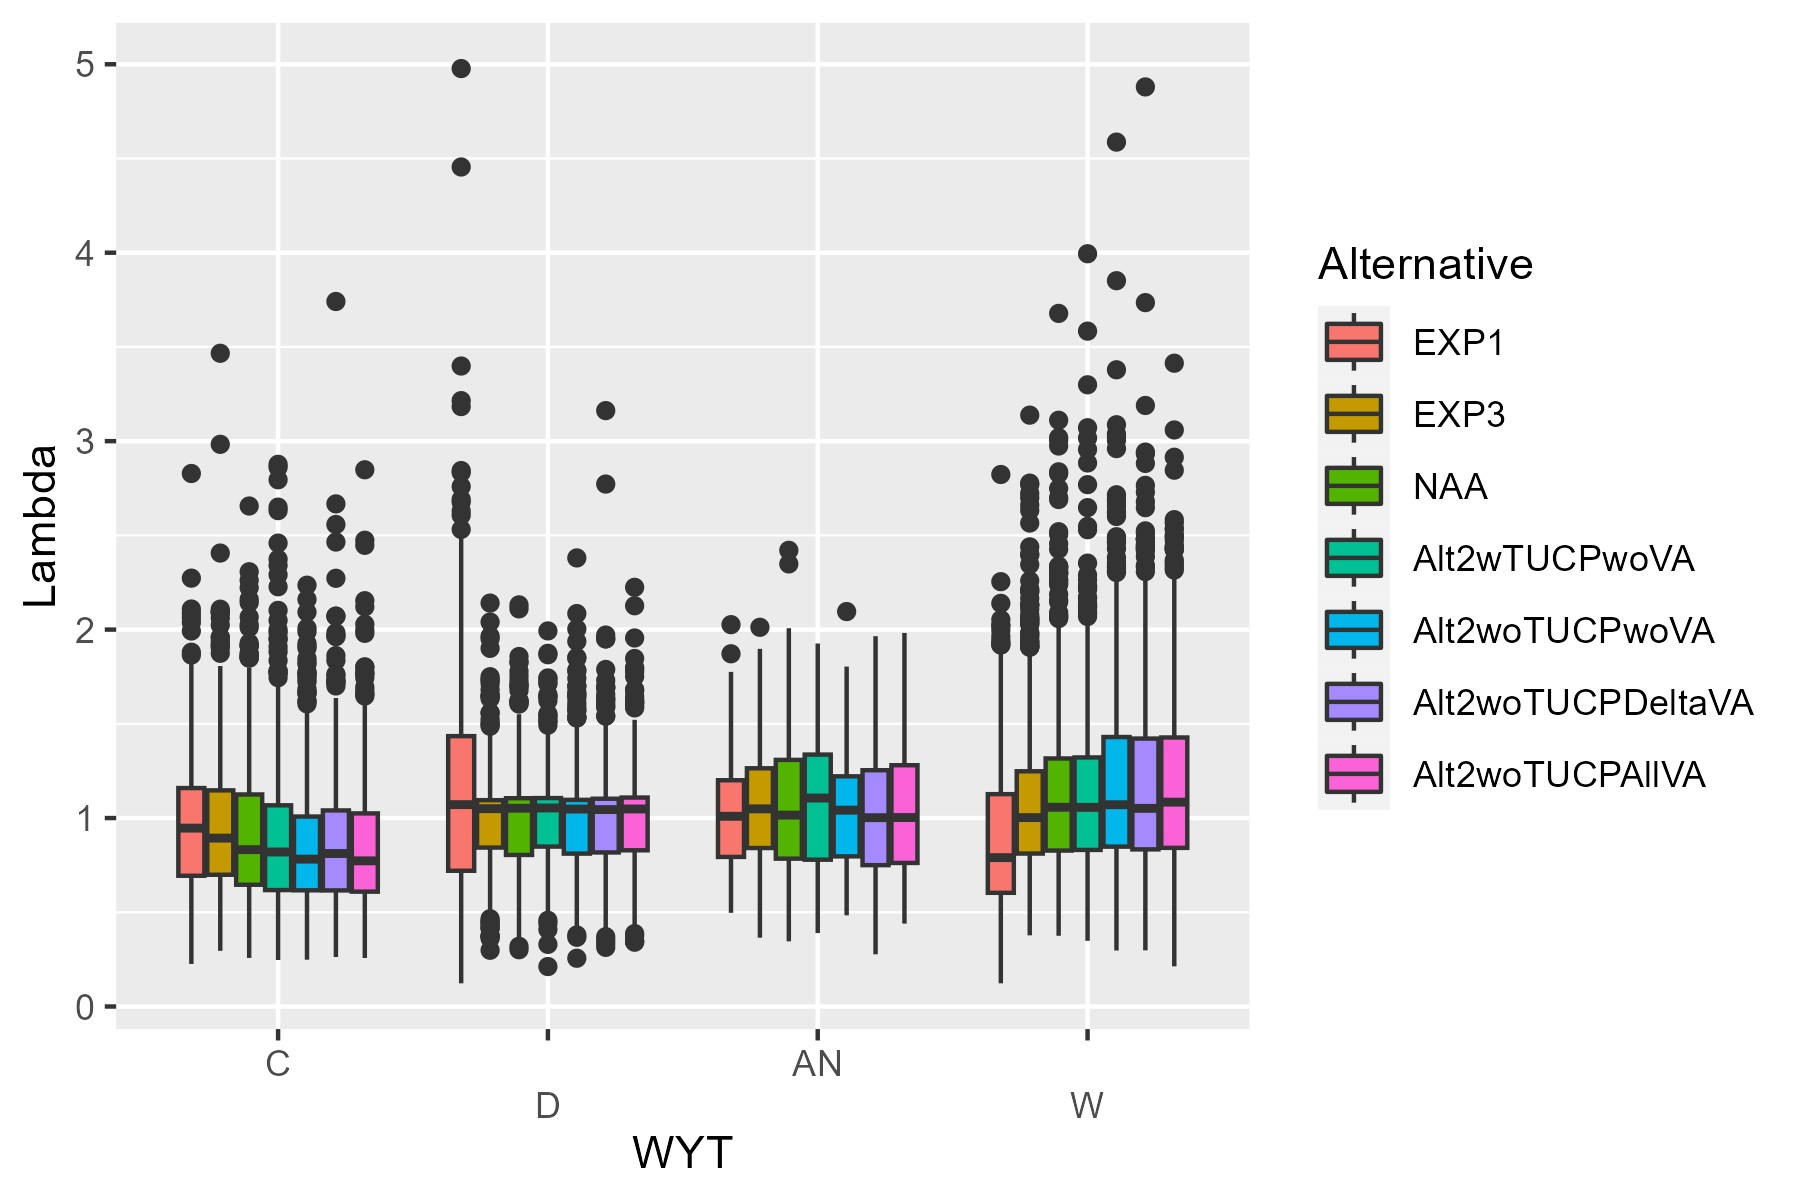 5
4
3
2
1
0
Lambda
C
AN
D
W
WYT
Alternative
EXP1
EXP3
NAA
Alt2wTUCPwoVA
Alt2woTUCPwoVA
Alt2woTUCPDeltaVA
Alt2woTUCPAllVA